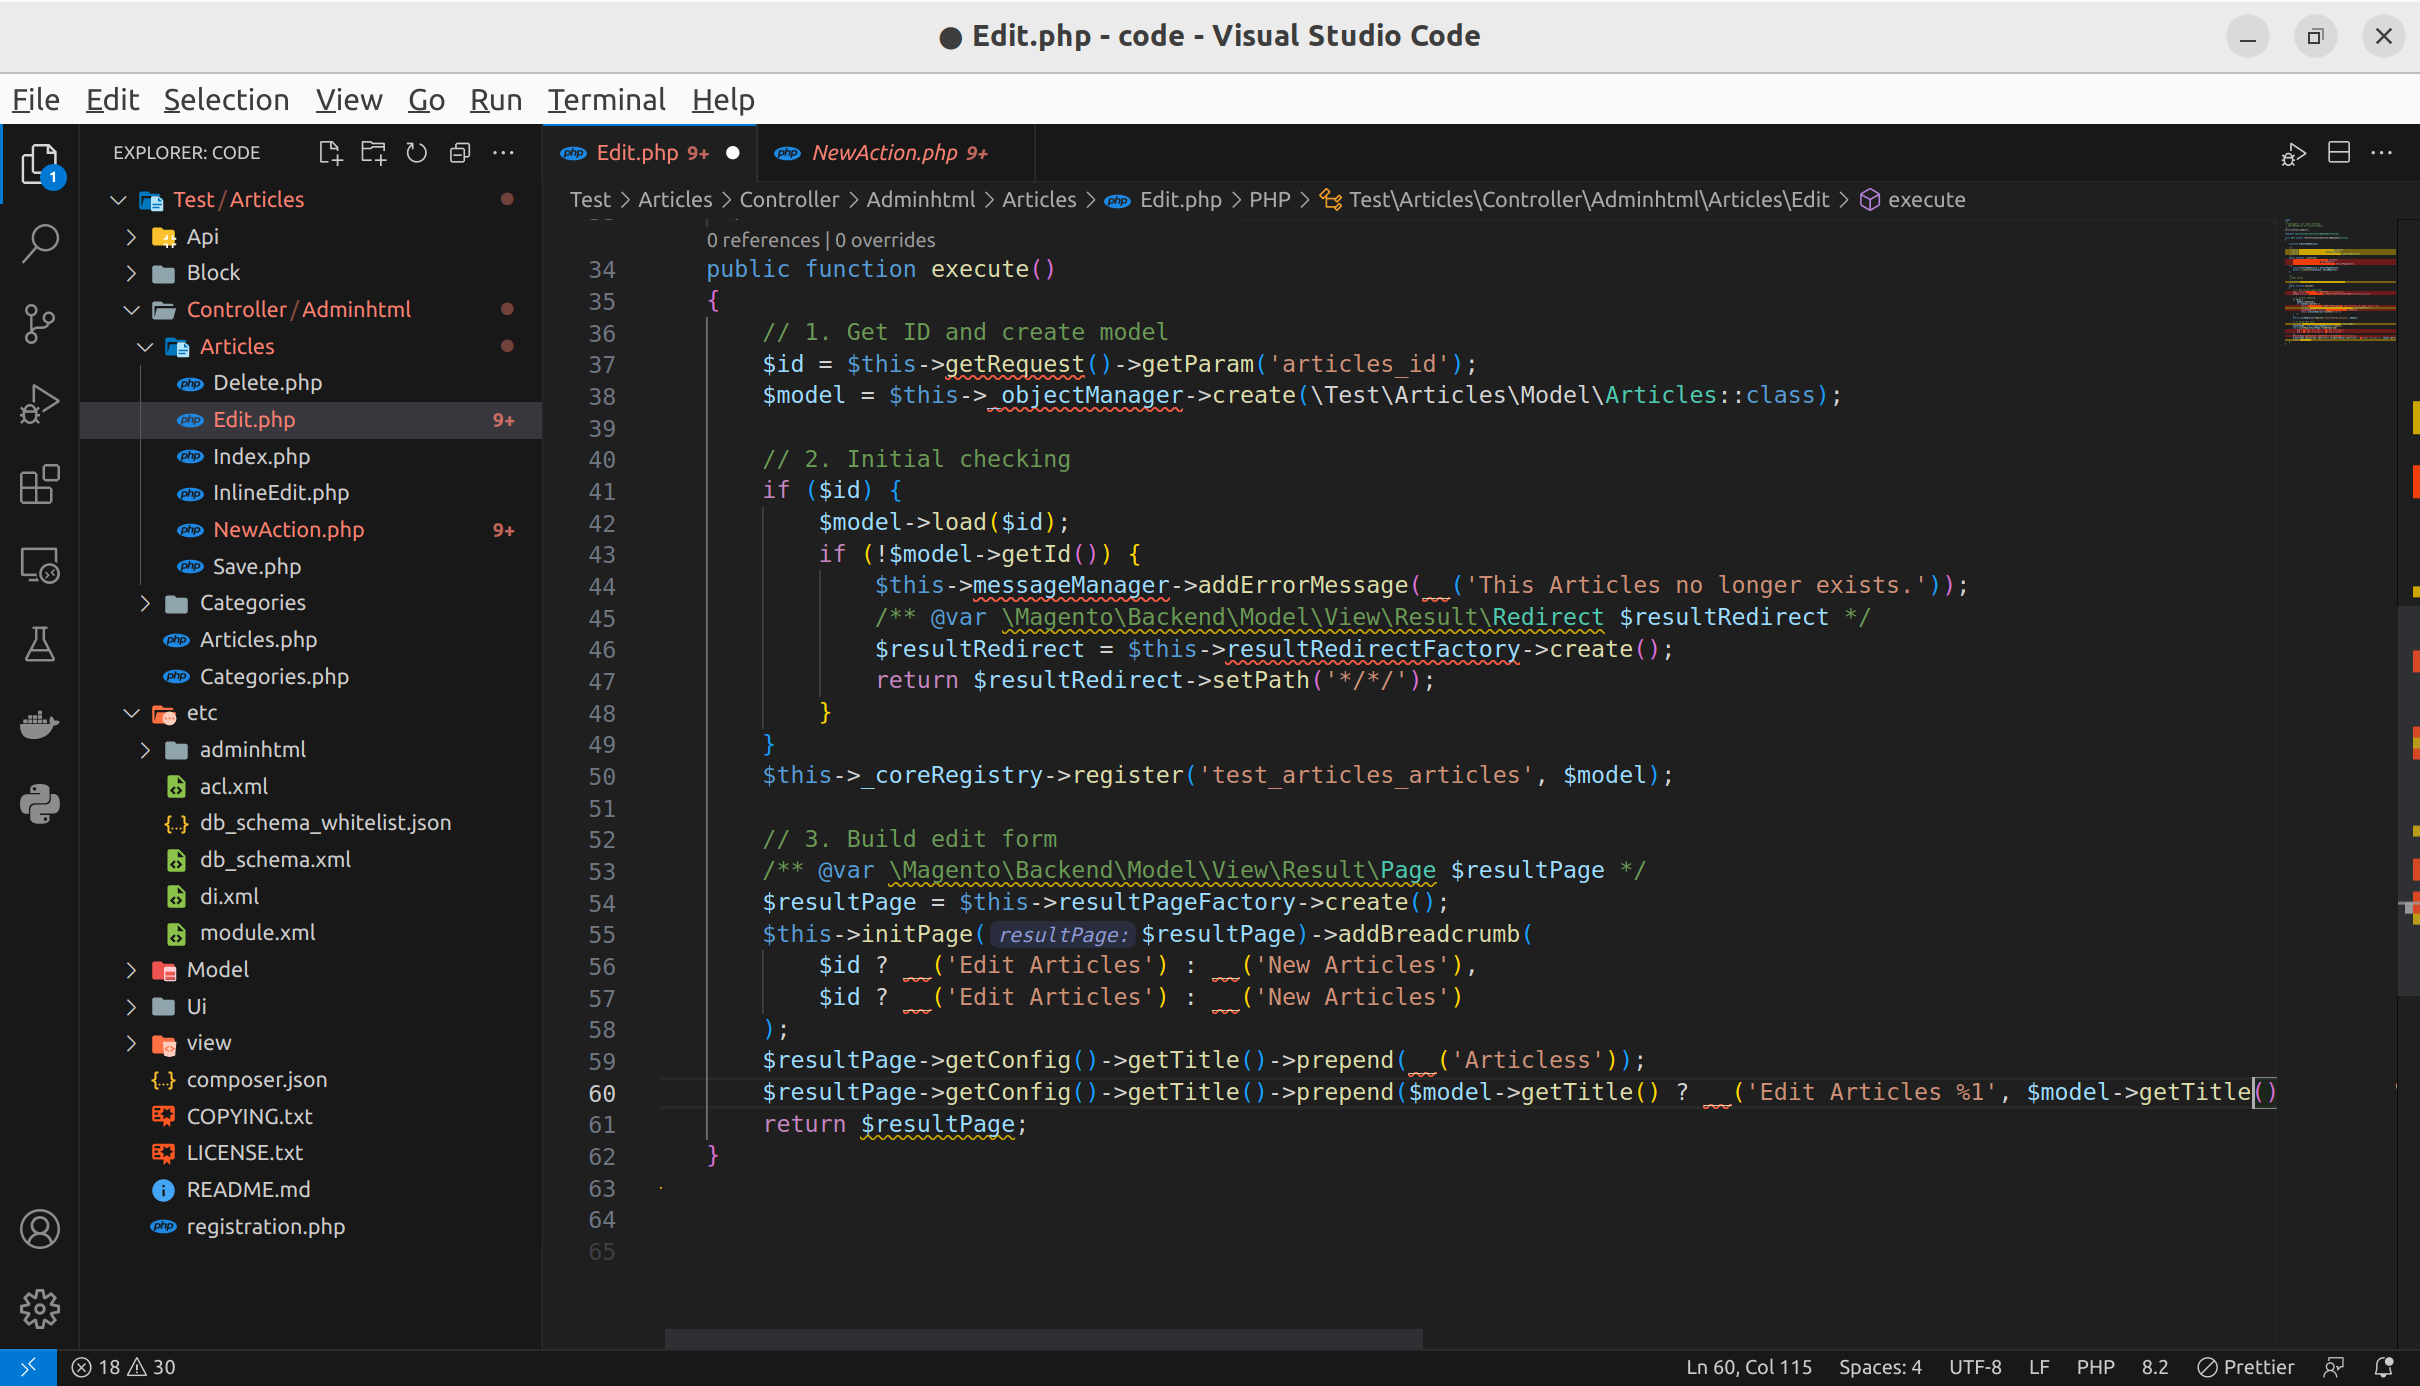 ● Edit.php - code - Visual Studio Code
File Edit Selection View Go Run Terminal Help
EXPLORER: CODE
1
Test / Articles
Api
Block
Controller / Adminhtml
Articles
php Delete.php
php Edit.php 9+
php Index.php
php InlineEdit.php
php NewAction.php 9+
php Save.php
Categories
php Articles.php
php Categories.php
etc
adminhtml
acl.xml
{..} db_schema_whitelist.json
db_schema.xml
di.xml
module.xml
Model
Ui
view
{..} composer.json
COPYING.txt
LICENSE.txt
README.md
php registration.php
php Edit.php 9+ ● php NewAction.php 9+
Test > Articles > Controller > Adminhtml > Articles > php Edit.php > PHP > Test\Articles\Controller\Adminhtml\Articles\Edit > execute
0 references | 0 overrides
34 public function execute()
35 {
36 // 1. Get ID and create model
37 $id = $this->getRequest()->getParam('articles_id');
38 $model = $this->_objectManager->create(\Test\Articles\Model\Articles::class);
39
40 // 2. Initial checking
41 if ($id) {
42 $model->load($id);
43 if (!$model->getId()) {
44 $this->messageManager->addErrorMessage(__('This Articles no longer exists.'));
45 /** @var \Magento\Backend\Model\View\Result\Redirect $resultRedirect */
46 $resultRedirect = $this->resultRedirectFactory->create();
47 return $resultRedirect->setPath('*/*/');
48 }
49 }
50 $this->_coreRegistry->register('test_articles_articles', $model);
51
52 // 3. Build edit form
53 /** @var \Magento\Backend\Model\View\Result\Page $resultPage */
54 $resultPage = $this->resultPageFactory->create();
55 $this->initPage(resultPage: $resultPage)->addBreadcrumb(
56 $id ? __('Edit Articles') : __('New Articles'),
57 $id ? __('Edit Articles') : __('New Articles')
58 );
59 $resultPage->getConfig()->getTitle()->prepend(__('Articless'));
60 $resultPage->getConfig()->getTitle()->prepend($model->getTitle() ? __('Edit Articles %1', $model->getTitle()
61 return $resultPage;
62 }
63
64
65
18 30
Ln 60, Col 115 Spaces: 4 UTF-8 LF PHP 8.2 Prettier